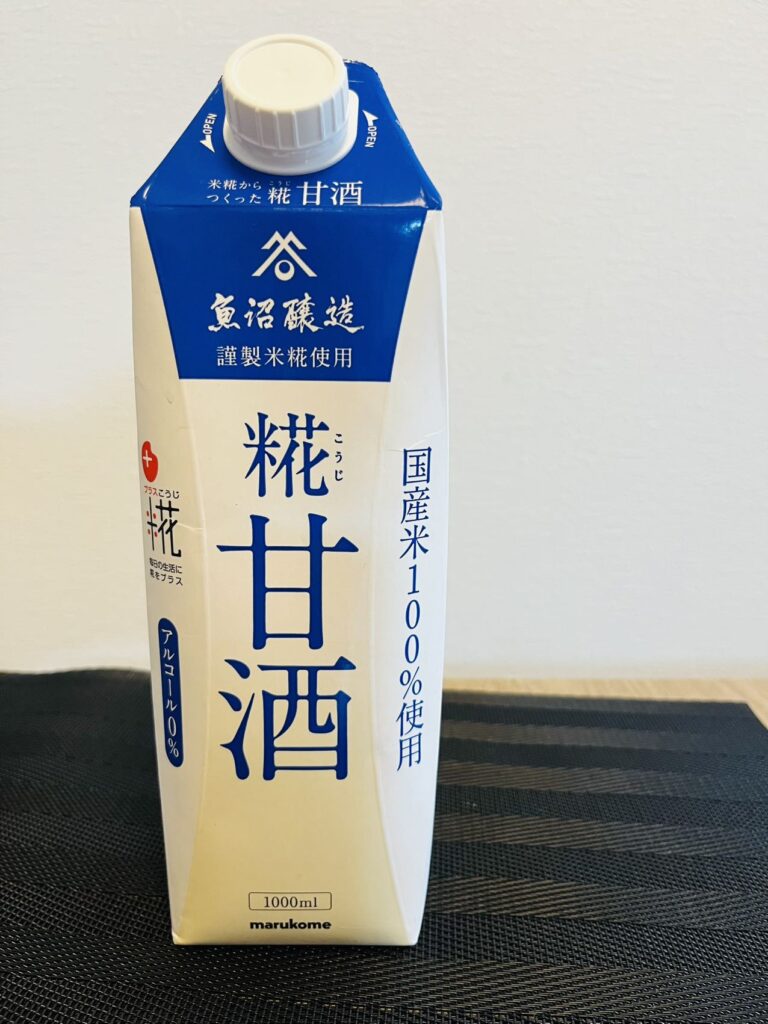 OPEN
OPEN
米糀から
つくった
こうじ
糀甘酒
魚沼醸造
謹製米糀使用
糀
こうじ
甘酒
国産米100%使用
プラスこうじ
糀
毎日の生活に
糀をプラス
アルコール0%
1000ml
marukome